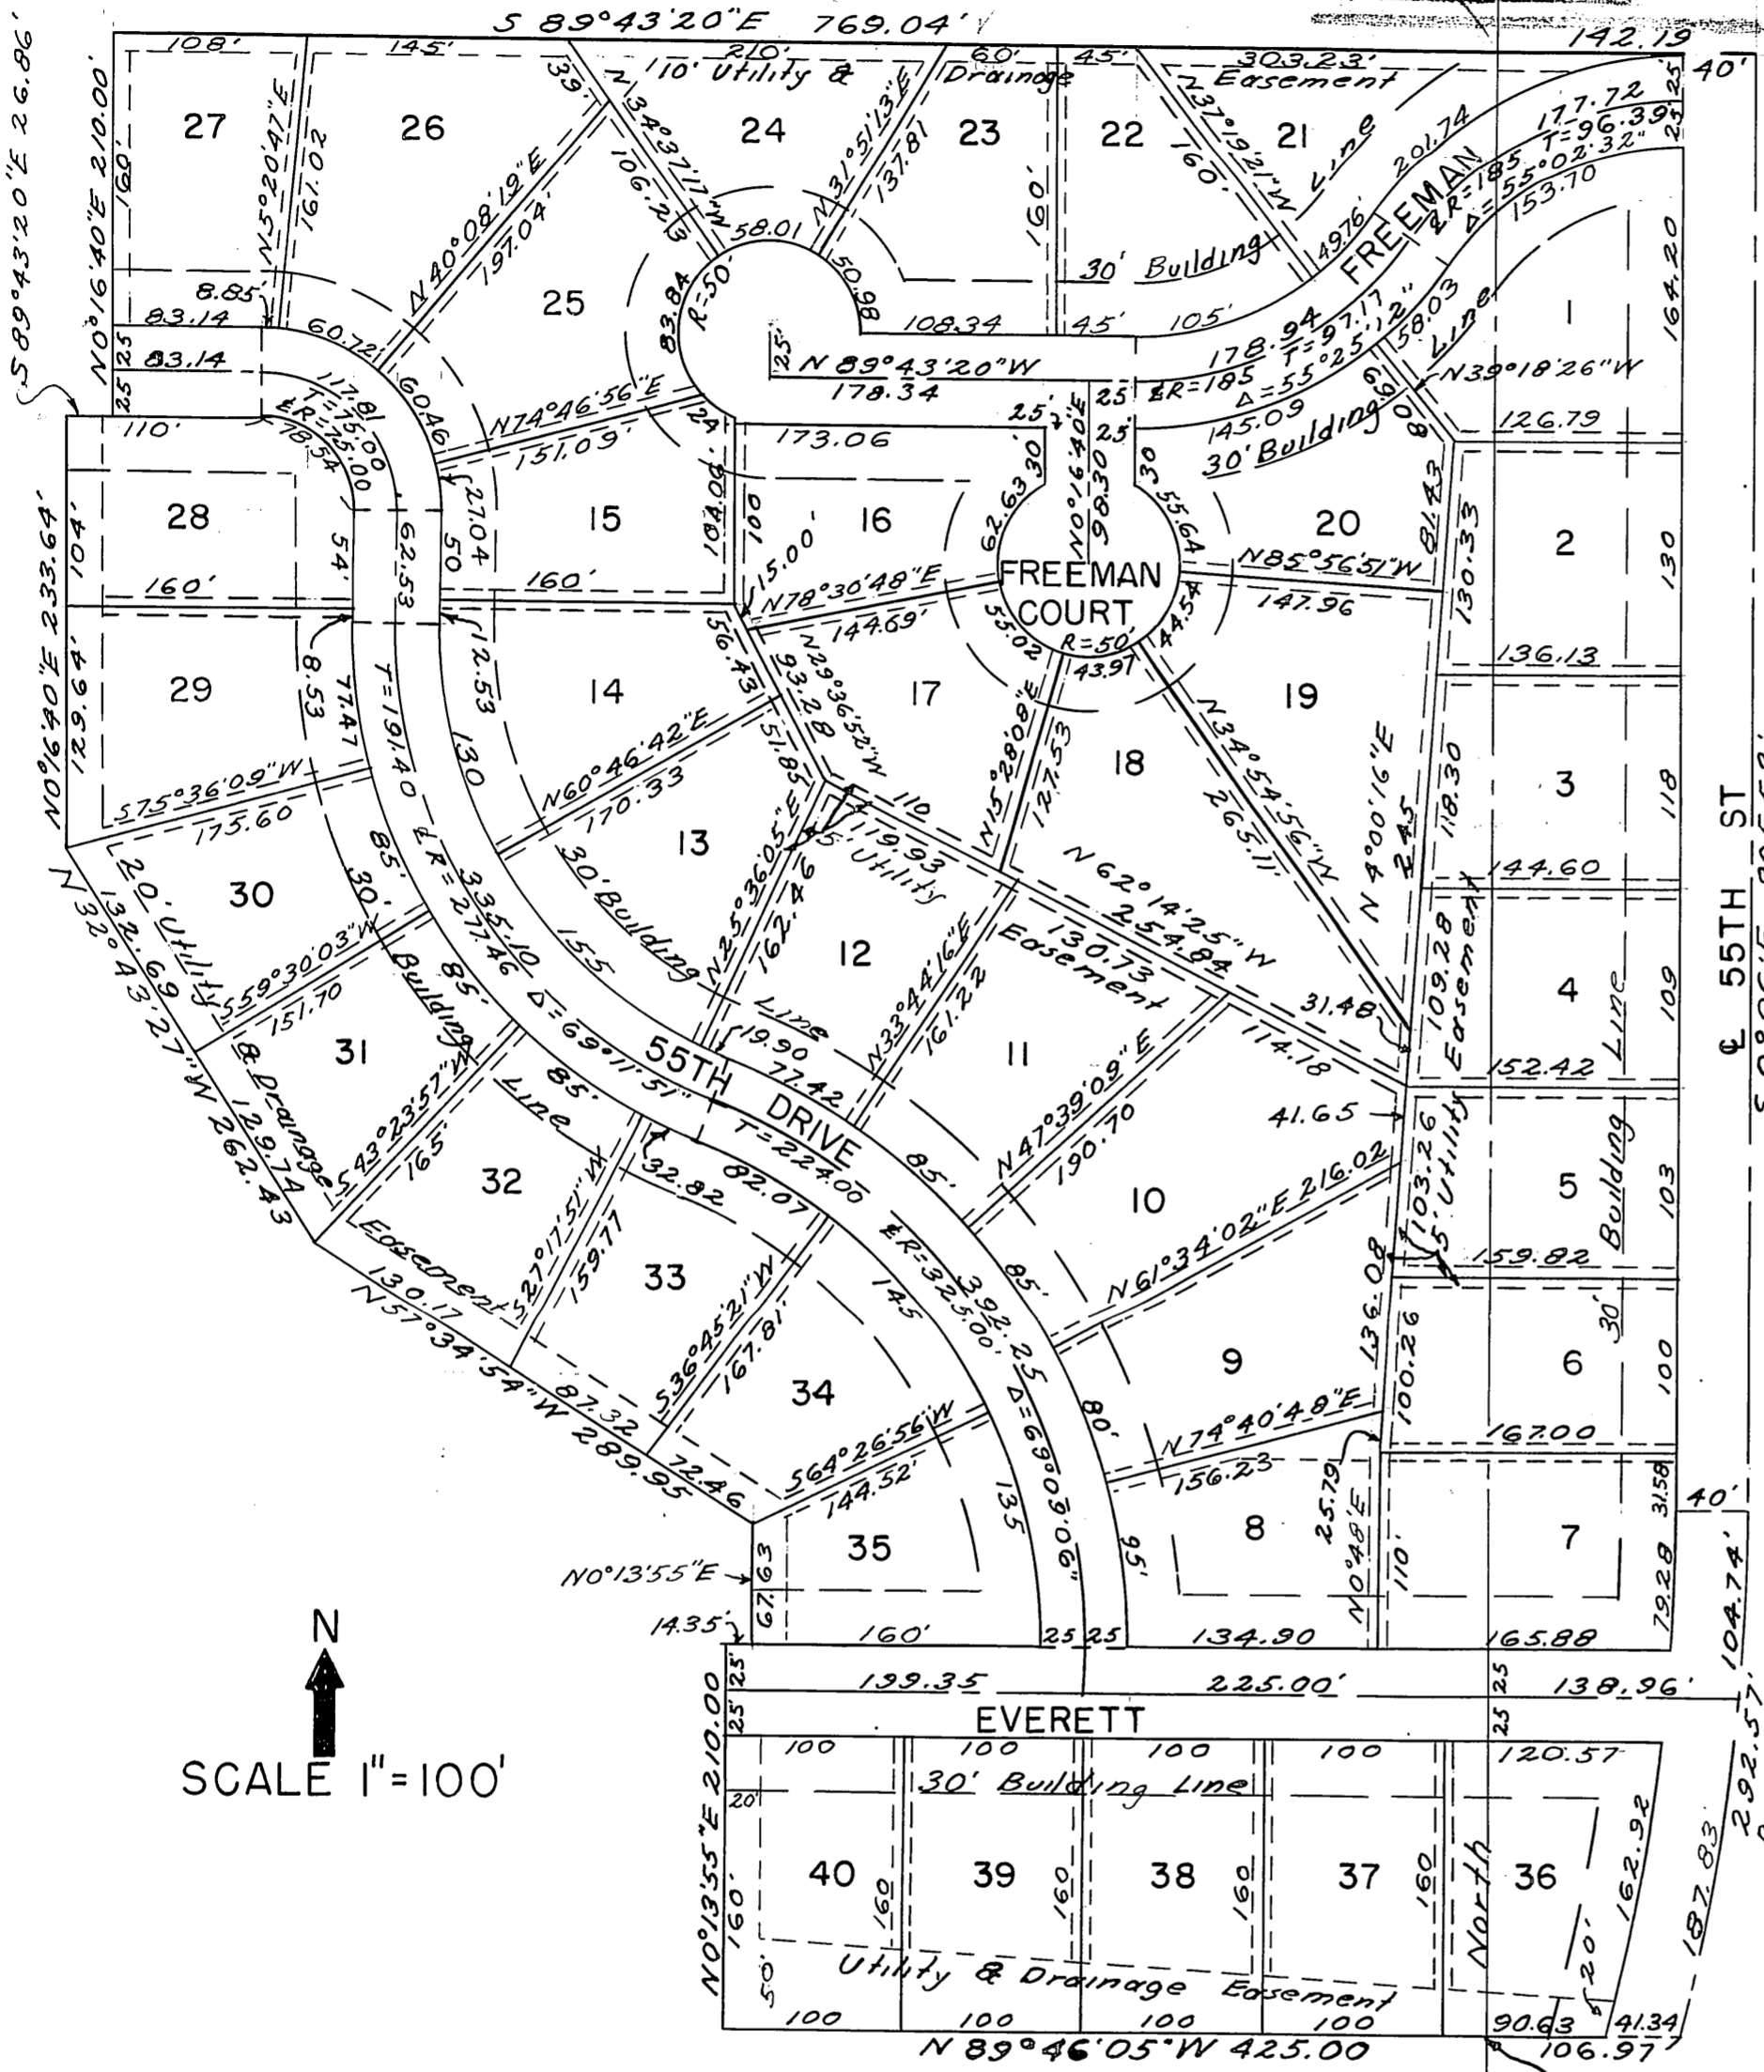 S 89°43'20"E 769.04'
142.19
108'
145'
210'
60'
45'
303.23'
40'
10' Utility & Drainage Easement
S 89°43'20"E 26.86'
N0°16'40"E 210.00'
160'
27
N5°20'47"E
161.02
26
39'
N34°37'17"W
106.23
24
N31°51'13"E
137.81
23
160'
22
N37°19'21"W
160'
21
Line
201.74
177.72
T=96.39'
℄R=185
Δ=55°02'32"
153.70
25'
25'
FREEMAN
49.76'
N40°08'19"E
197.04'
25
58.01
50.98
83.84
R=50'
30' Building
8.85'
83.14
60.72'
108.34
45'
105'
25
83.14
25
25'
N 89°43'20"W
178.34
178.94
T=97.17
℄R=185
Δ=55°25'12"
58.03
Line
1
164.20
N39°18'26"W
117.81
T=75.00
℄R=75.00
78.54
60.46
N74°46'56"E
151.09'
24
25'
25
25'
145.09
30' Building
80.69
126.79
110'
173.06
30'
30
N0°16'40"E
98.30
28
104'
N0°16'40"E 233.64'
27.04
15
104.00'
100
16
62.63
55.64
20
81.43
130.33
2
130
54'
62.53
50
15.00'
N78°30'48"E
144.69'
FREEMAN
COURT
N85°56'51"W
147.96
160'
160'
R=50'
44.54
55.02
43.97
136.13
129.64'
29
8.53
77.47
T=191.40
12.53
14
56.43
93.28
N29°36'52"W
17
N15°28'08"E
127.53
18
19
N34°54'56"W
265.11'
N 4°00'16"E
245
118.30
3
118
130
N60°46'42"E
170.33
51.85
S75°36'09"W
175.60
110
119.93
5' Utility
N62°14'25"W
254.84
144.60
℄ 55TH ST
13
30' Building
N25°36'05"E
162.46
12
Easement
130.73
109.28
4
109
Line
30
20' Utility
132.69
N 32°43'27"W 262.43
85'
30'
℄ R=277.46
335.10
155
S59°30'03"W
151.70
Building
85'
Δ=69°11'51"
Line
N33°44'16"E
161.22
31.48
5' Utility Easement
11
114.18
152.42
31
& Drainage
129.74
S43°23'57"W
165'
Line
85'
55TH DRIVE
19.90
77.42
T=224.00
N47°39'09"E
190.70
41.65
103.26
5
Building
103
32
Easement
S27°17'51"W
159.77
32.82
82.07
85'
10
N61°34'02"E 216.02
159.82
130.17
N57°34'54"W 289.95
33
S36°45'21"W
167.81'
145
℄R=325.00'
392.25
Δ=69°09'06"
85'
136.08
30'
9
100.26
6
100
87.32
34
80'
N74°40'48"E
156.23
167.00
72.46
S64°26'56"W
144.52'
135
31.58
40'
35
8
25.79
N0°48'E
110'
7
95'
N0°13'55"E
67.63
79.28
104.74'
14.35'
160'
25
25
134.90
165.88
N
25'
199.35
225.00'
25
138.96'
25'
EVERETT
25
SCALE 1"=100'
N0°13'55"E 210.00
100
100
100
100
120.57
20'
30' Building Line
292.57'
160'
40
160
39
160
38
160
37
160
North
36
162.92
187.83
20'
50'
Utility & Drainage Easement
100
100
100
100
90.63
41.34
N 89°46'05"W 425.00
106.97